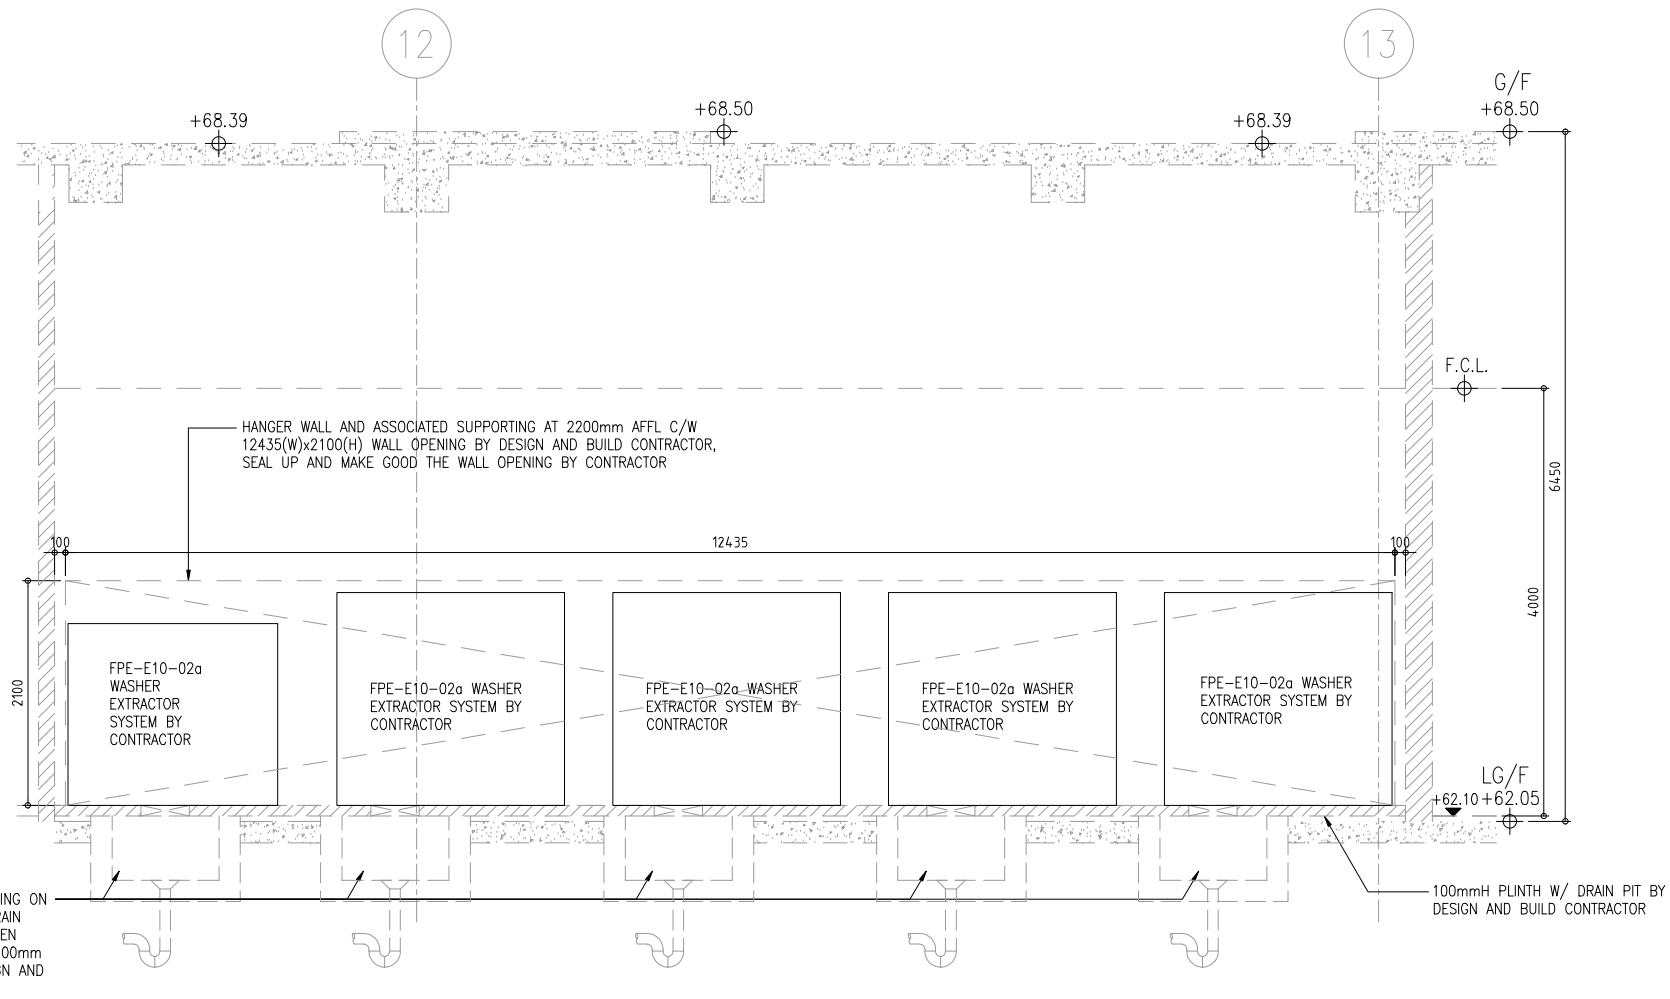 12
13
G/F
+68.39
+68.50
+68.39
+68.50
F.C.L.
HANGER WALL AND ASSOCIATED SUPPORTING AT 2200mm AFFL C/W
12435(W)x2100(H) WALL OPENING BY DESIGN AND BUILD CONTRACTOR,
SEAL UP AND MAKE GOOD THE WALL OPENING BY CONTRACTOR
6450
100
12435
100
4000
2100
FPE-E10-02a
WASHER
EXTRACTOR
SYSTEM BY
CONTRACTOR
FPE-E10-02a WASHER
EXTRACTOR SYSTEM BY
CONTRACTOR
FPE-E10-02a WASHER
EXTRACTOR SYSTEM BY
CONTRACTOR
FPE-E10-02a WASHER
EXTRACTOR SYSTEM BY
CONTRACTOR
FPE-E10-02a WASHER
EXTRACTOR SYSTEM BY
CONTRACTOR
LG/F
+62.10 +62.05
ING ON
RAIN
EN
00mm
GN AND
100mmH PLINTH W/ DRAIN PIT BY
DESIGN AND BUILD CONTRACTOR